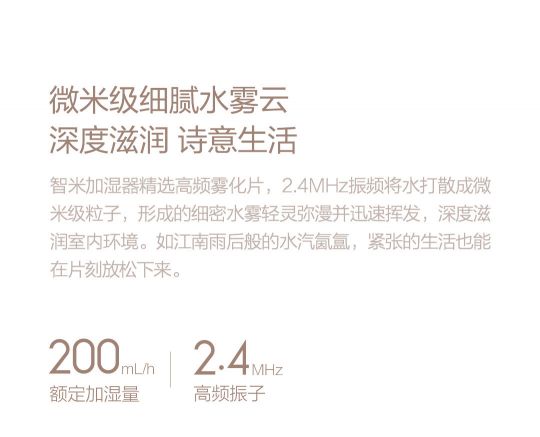 微米级细腻水雾云
深度滋润 诗意生活
智米加湿器精选高频雾化片，2.4MHz振频将水打散成微
米级粒子，形成的细密水雾轻灵弥漫并迅速挥发，深度滋
润室内环境。如江南雨后般的水汽氤氲，紧张的生活也能
在片刻放松下来。
200mL/h
额定加湿量
2.4MHz
高频振子